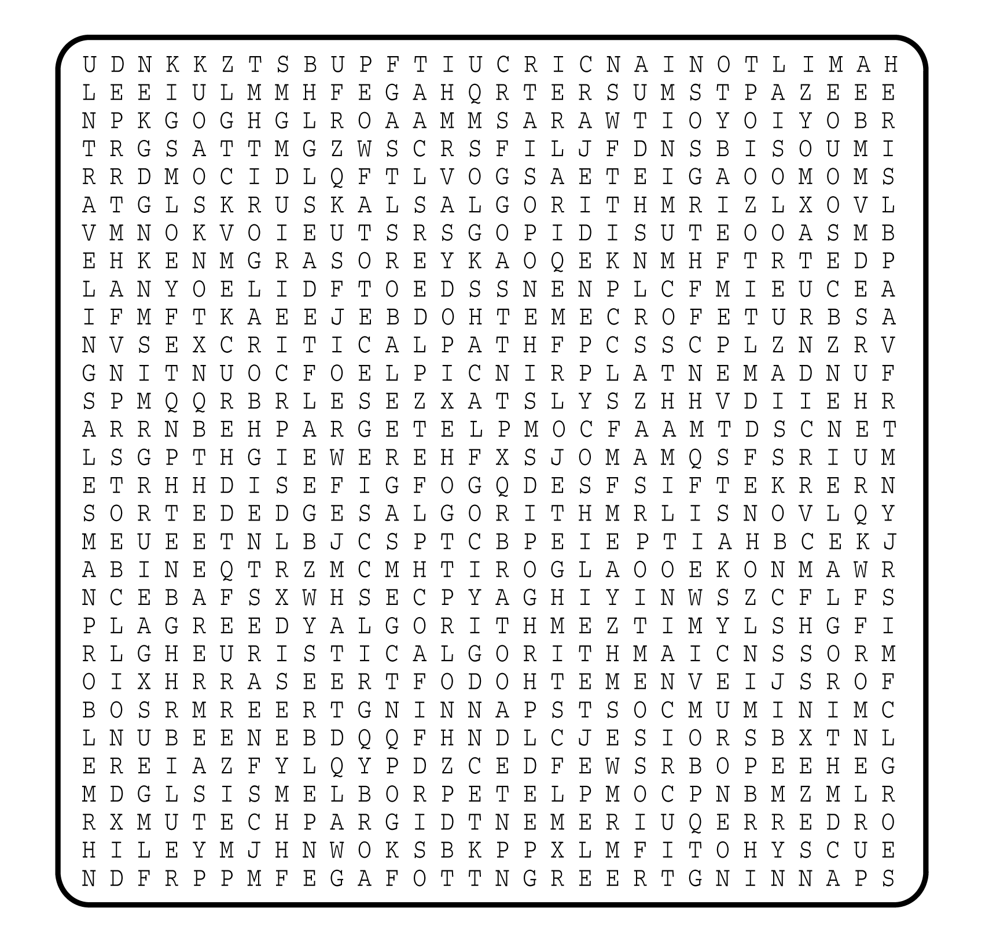 U D N K K Z T S B U P F T I U C R I C N A I N O T L I M A H
L E E I U L M M H F E G A H Q R T E R S U M S T P A Z E E E
N P K G O G H G L R O A A M M S A R A W T I O Y O I Y O B R
T R G S A T T M G Z W S C R S F I L J F D N S B I S O U M I
R R D M O C I D L Q F T L V O G S A E T E I G A O O M O M S
A T G L S K R U S K A L S A L G O R I T H M R I Z L X O V L
V M N O K V O I E U T S R S G O P I D I S U T E O O A S M B
E H K E N M G R A S O R E Y K A O Q E K N M H F T R T E D P
L A N Y O E L I D F T O E D S S N E N P L C F M I E U C E A
I F M F T K A E E J E B D O H T E M E C R O F E T U R B S A
N V S E X C R I T I C A L P A T H F P C S S C P L Z N Z R V
G N I T N U O C F O E L P I C N I R P L A T N E M A D N U F
S P M Q Q R B R L E S E Z X A T S L Y S Z H H V D I I E H R
A R R N B E H P A R G E T E L P M O C F A A M T D S C N E T
L S G P T H G I E W E R E H F X S J O M A M Q S F S R I U M
E T R H H D I S E F I G F O G Q D E S F S I F T E K R E R N
S O R T E D E D G E S A L G O R I T H M R L I S N O V L Q Y
M E U E E T N L B J C S P T C B P E I E P T I A H B C E K J
A B I N E Q T R Z M C M H T I R O G L A O O E K O N M A W R
N C E B A F S X W H S E C P Y A G H I Y I N W S Z C F L F S
P L A G R E E D Y A L G O R I T H M E Z T I M Y L S H G F I
R L G H E U R I S T I C A L G O R I T H M A I C N S S O R M
O I X H R R A S E E R T F O D O H T E M E N V E I J S R O F
B O S R M R E E R T G N I N N A P S T S O C M U M I N I M C
L N U B E E N E B D Q Q F H N D L C J E S I O R S B X T N L
E R E I A Z F Y L Q Y P D Z C E D F E W S R B O P E E H E G
M D G L S I S M E L B O R P E T E L P M O C P N B M Z M L R
R X M U T E C H P A R G I D T N E M E R I U Q E R R E D R O
H I L E Y M J H N W O K S B K P P X L M F I T O H Y S C U E
N D F R P P M F E G A F O T T N G R E E R T G N I N N A P S